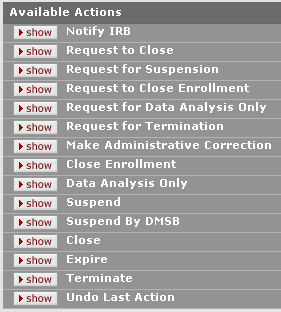 Available Actions
show Notify IRB
show Request to Close
show Request for Suspension
show Request to Close Enrollment
show Request for Data Analysis Only
show Request for Termination
show Make Administrative Correction
show Close Enrollment
show Data Analysis Only
show Suspend
show Suspend By DMSB
show Close
show Expire
show Terminate
show Undo Last Action